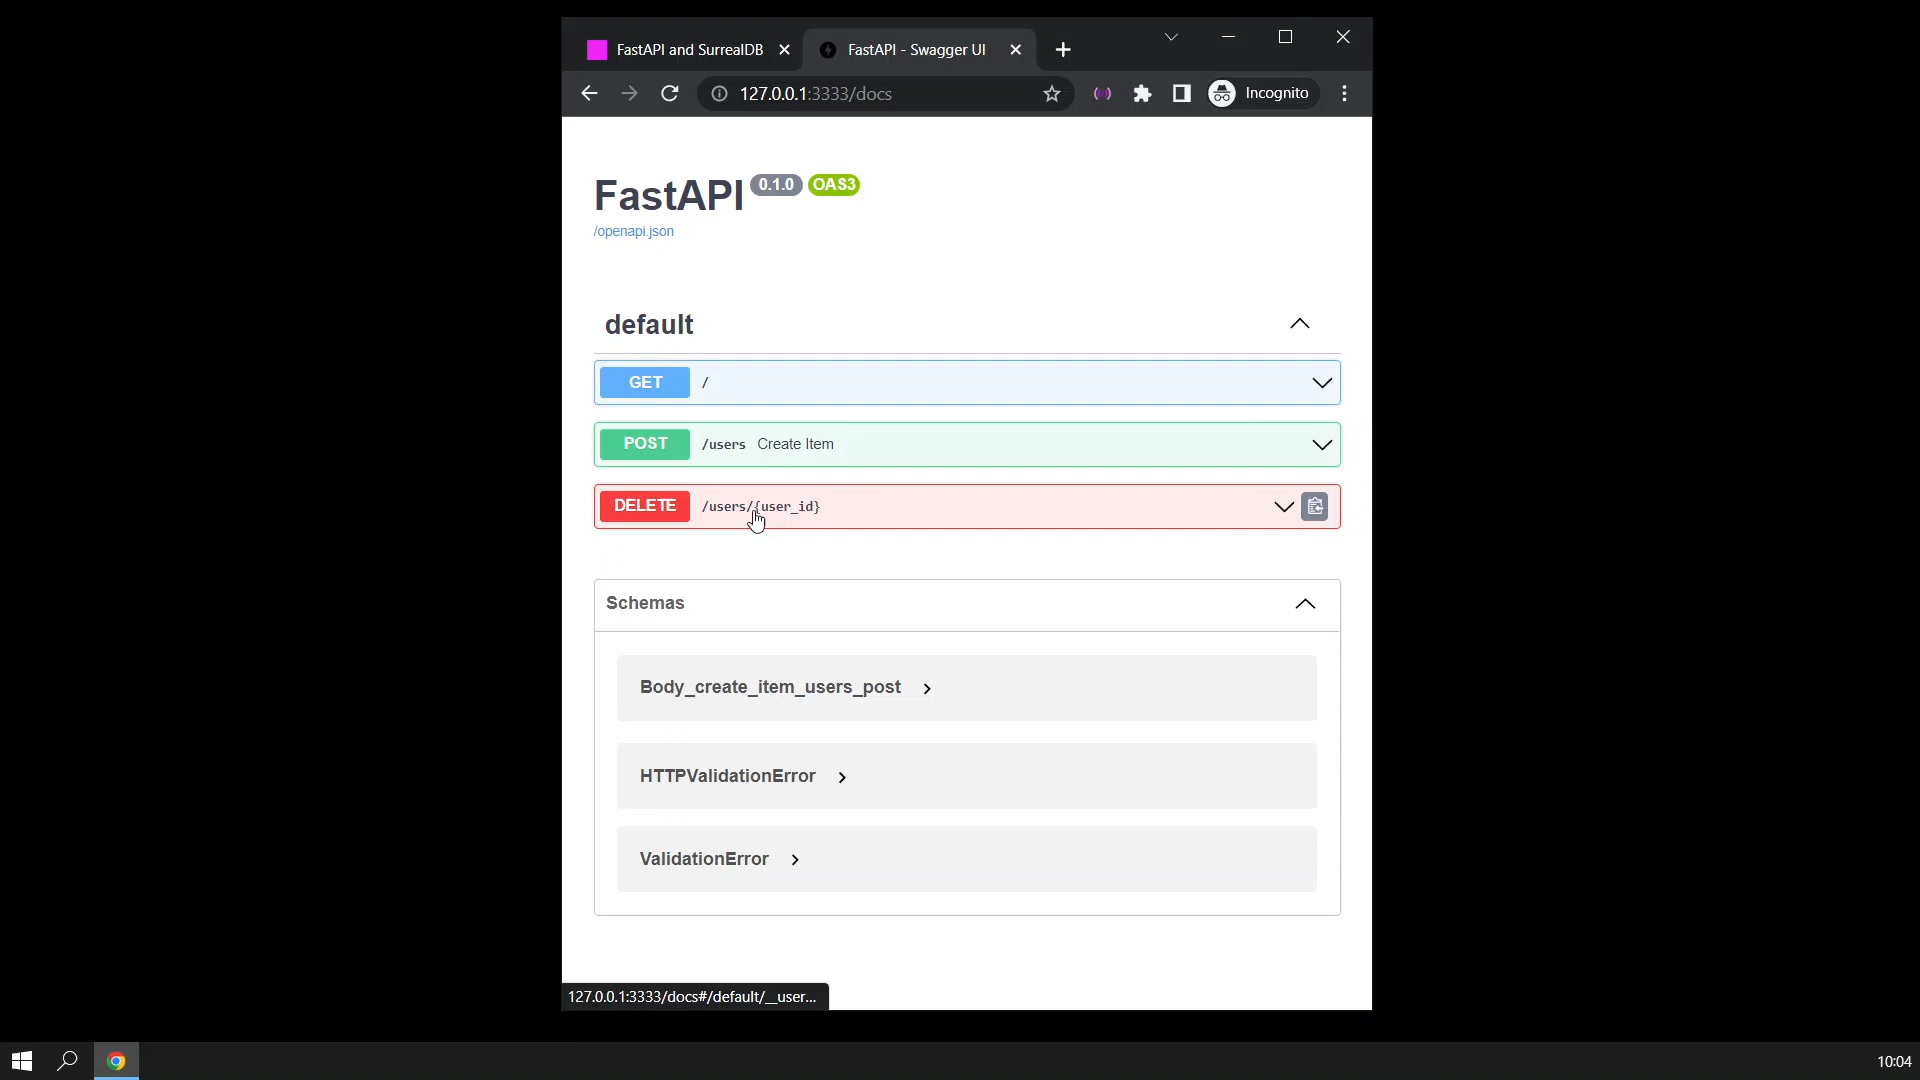 FastAPI and SurrealDB
FastAPI - Swagger UI
127.0.0.1:3333/docs
Incognito
FastAPI 0.1.0 OAS3
/openapi.json
default
GET /
POST /users Create Item
DELETE /users/{user_id}
Schemas
Body_create_item_users_post
HTTPValidationError
ValidationError
127.0.0.1:3333/docs#/default/__user...
10:04